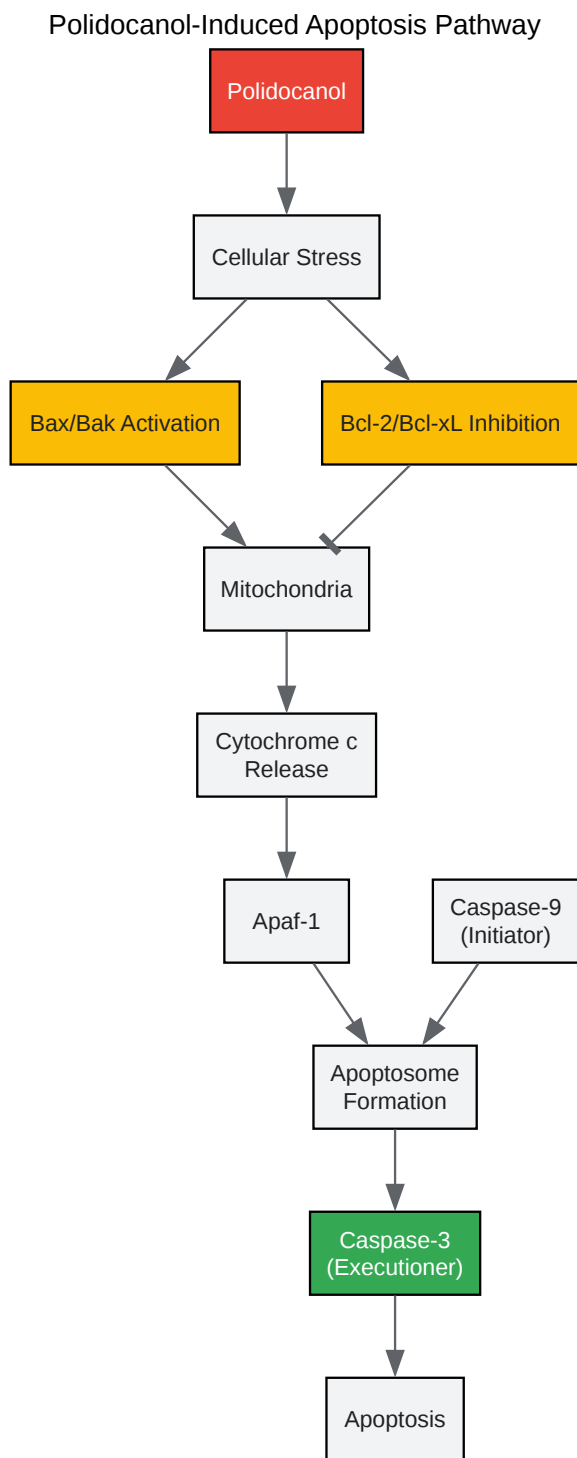 Polidocanol-Induced Apoptosis Pathway
Polidocanol
Cellular Stress
Bax/Bak Activation
Bcl-2/Bcl-xL Inhibition
Mitochondria
Cytochrome c
Release
Apaf-1
Caspase-9
(Initiator)
Apoptosome
Formation
Caspase-3
(Executioner)
Apoptosis